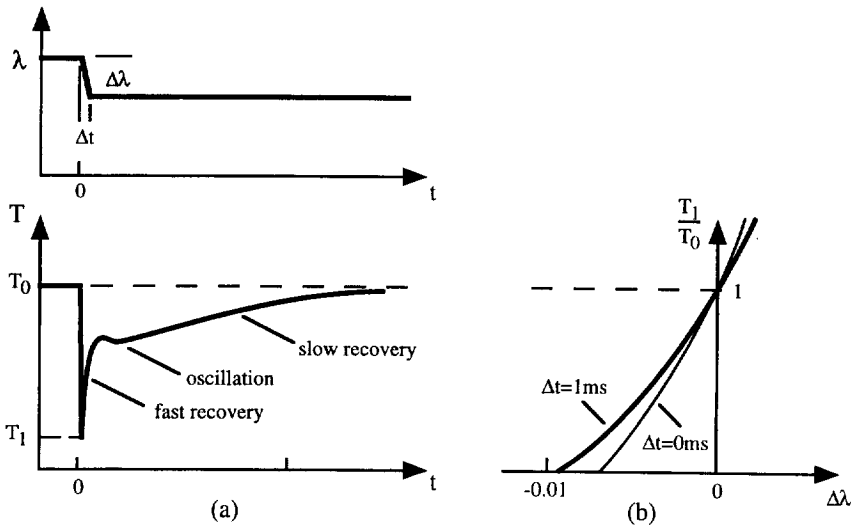 λ
Δλ
Δt
0
t
T
T0
T1
slow recovery
oscillation
fast recovery
0
t
(a)
T1
T0
1
Δt=1ms
Δt=0ms
-0.01
0
Δλ
(b)